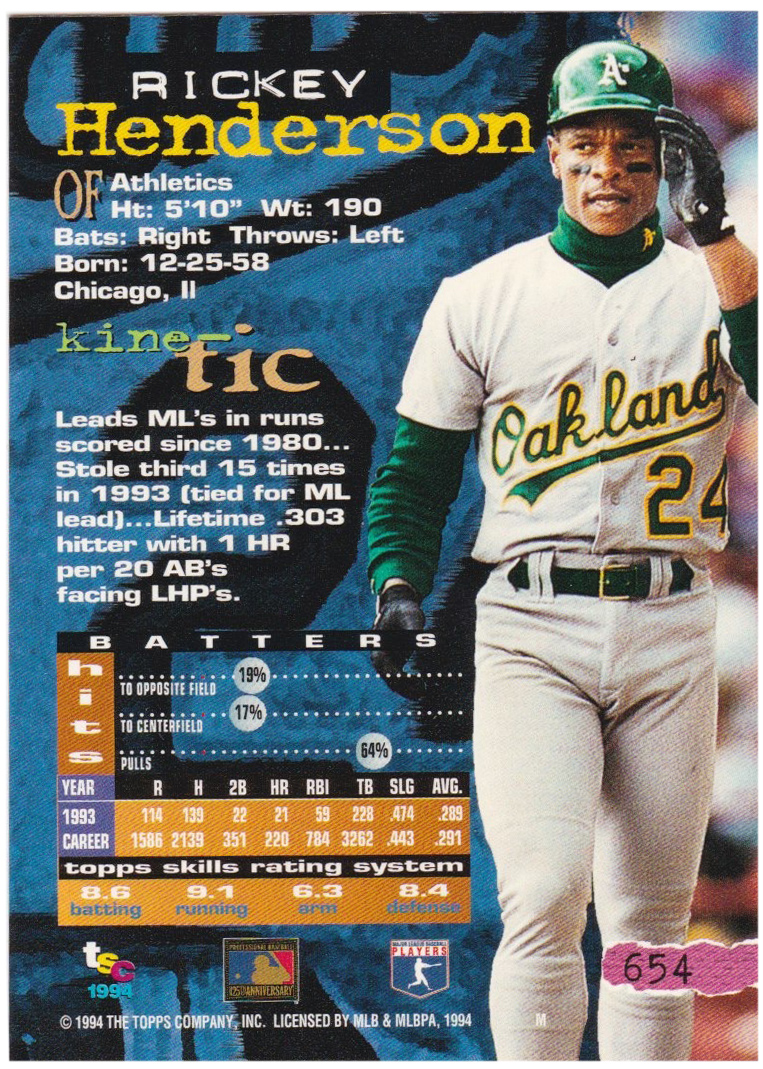 RICKEY
Henderson
OF Athletics
Ht: 5'10" Wt: 190
Bats: Right Throws: Left
Born: 12-25-58
Chicago, Il
kine-
tic
Leads ML's in runs
scored since 1980...
Stole third 15 times
in 1993 (tied for ML
lead)...Lifetime .303
hitter with 1 HR
per 20 AB's
facing LHP's.
BATTERS
hits
19%
TO OPPOSITE FIELD
17%
TO CENTERFIELD
64%
PULLS
YEAR R H 2B HR RBI TB SLG AVG.
1993 114 139 22 21 59 228 .474 .289
CAREER 1586 2139 351 220 784 3262 .443 .291
topps skills rating system
8.6 9.1 6.3 8.4
batting running arm defense
A's
Oakland
24
tsc
1994
PROFESSIONAL BASEBALL
125TH ANNIVERSARY
MAJOR LEAGUE BASEBALL
PLAYERS
654
© 1994 THE TOPPS COMPANY, INC. LICENSED BY MLB & MLBPA, 1994 M